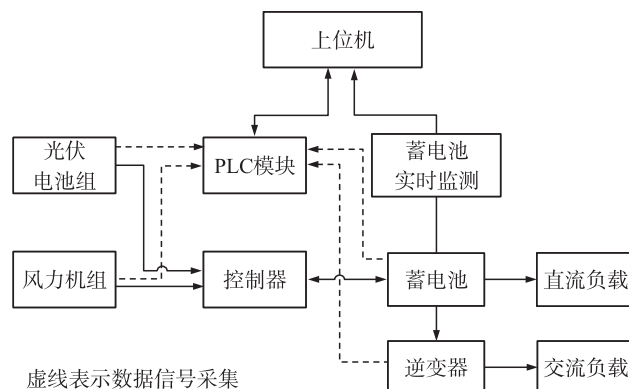 上位机
光伏
电池组
PLC模块
蓄电池
实时监测
风力机组
控制器
蓄电池
直流负载
逆变器
交流负载
虚线表示数据信号采集